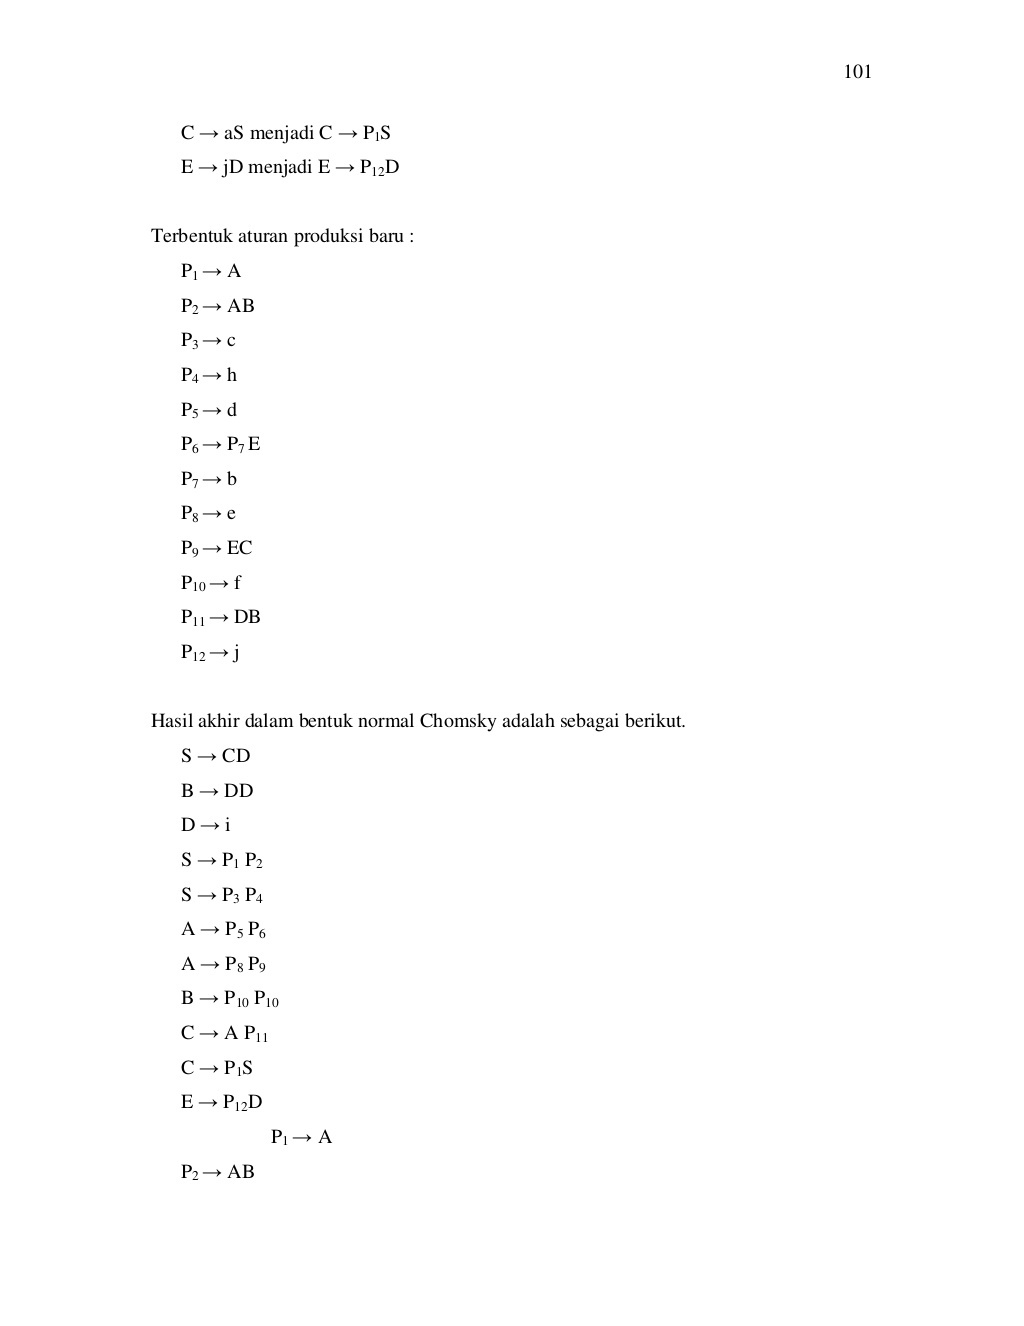 101
C → aS menjadi C → P₁S
E → jD menjadi E → P₁₂D
Terbentuk aturan produksi baru :
P₁ → A
P₂ → AB
P₃ → c
P₄ → h
P₅ → d
P₆ → P₇ E
P₇ → b
P₈ → e
P₉ → EC
P₁₀ → f
P₁₁ → DB
P₁₂ → j
Hasil akhir dalam bentuk normal Chomsky adalah sebagai berikut.
S → CD
B → DD
D → i
S → P₁ P₂
S → P₃ P₄
A → P₅ P₆
A → P₈ P₉
B → P₁₀ P₁₀
C → A P₁₁
C → P₁S
E → P₁₂D
P₁ → A
P₂ → AB